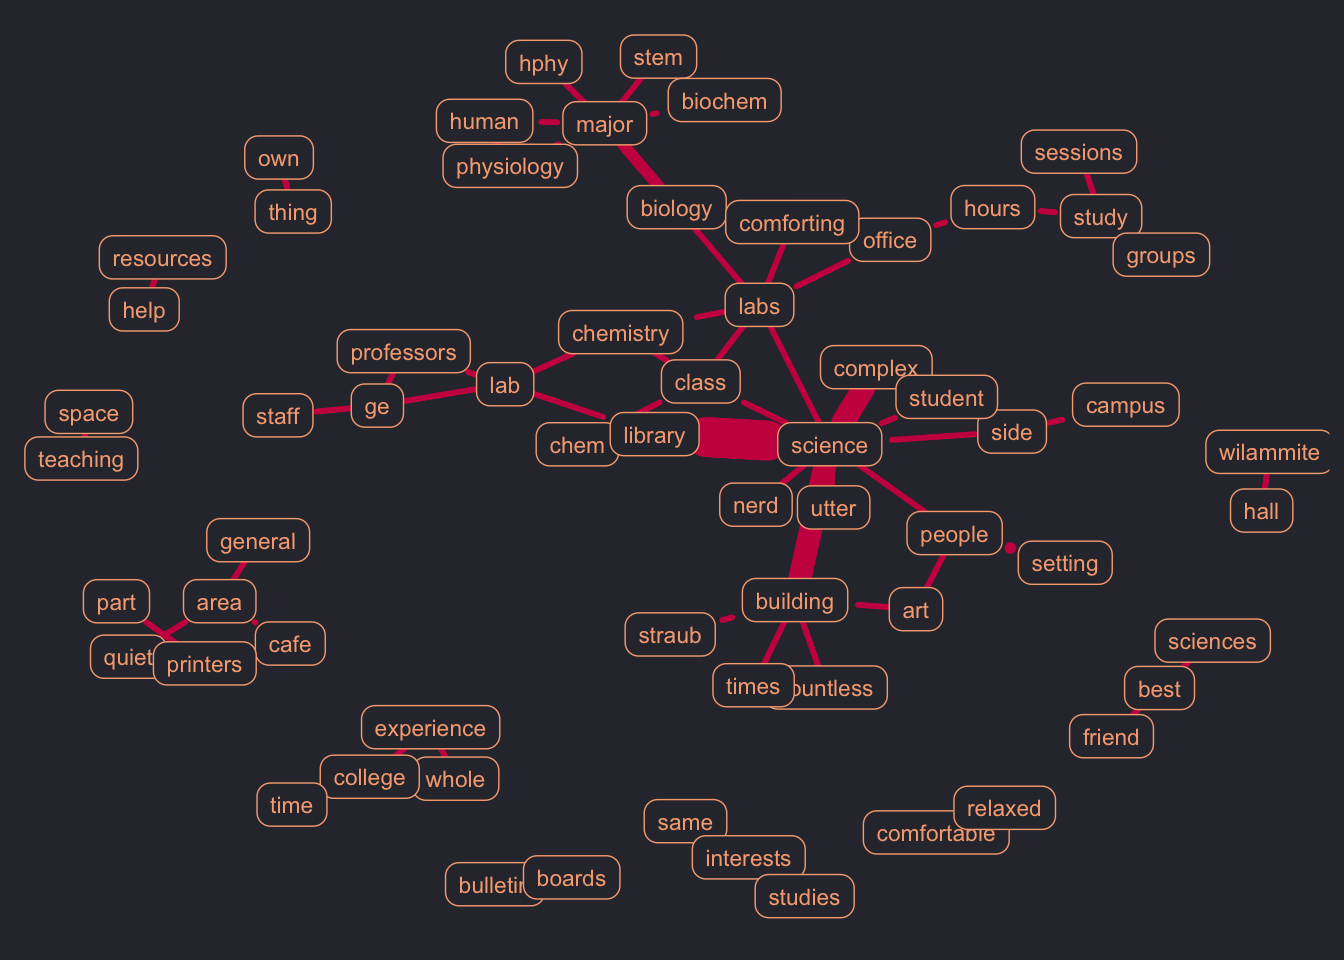 hphy
stem
biochem
human
major
physiology
own
thing
biology
comforting
office
hours
sessions
study
groups
resources
help
labs
chemistry
professors
lab
class
complex
student
ge
staff
space
teaching
chem
library
science
side
campus
wilammite
hall
nerd
utter
people
setting
general
part
area
quiet
printers
cafe
building
art
straub
times
ountless
sciences
best
friend
experience
college
whole
time
same
interests
studies
relaxed
comfortable
bulletin
boards